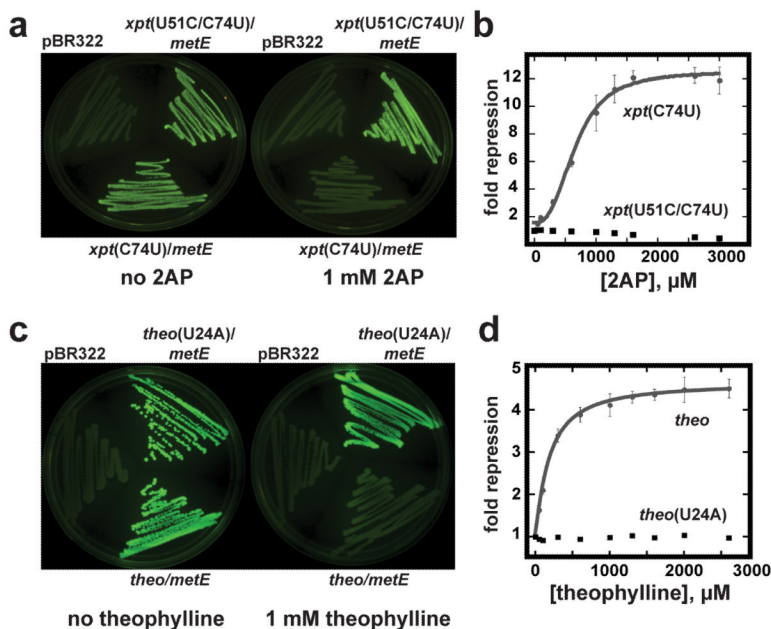 a
pBR322
xpt(U51C/C74U)/
metE
pBR322
xpt(U51C/C74U)/
metE
xpt(C74U)/metE
xpt(C74U)/metE
no 2AP
1 mM 2AP
b
fold repression
12
10
8
6
4
2
xpt(C74U)
xpt(U51C/C74U)
0
1000
2000
3000
[2AP], µM
c
pBR322
theo(U24A)/
metE
pBR322
theo(U24A)/
metE
theo/metE
theo/metE
no theophylline
1 mM theophylline
d
fold repression
5
4
3
2
1
theo
theo(U24A)
0
1000
2000
3000
[theophylline], µM